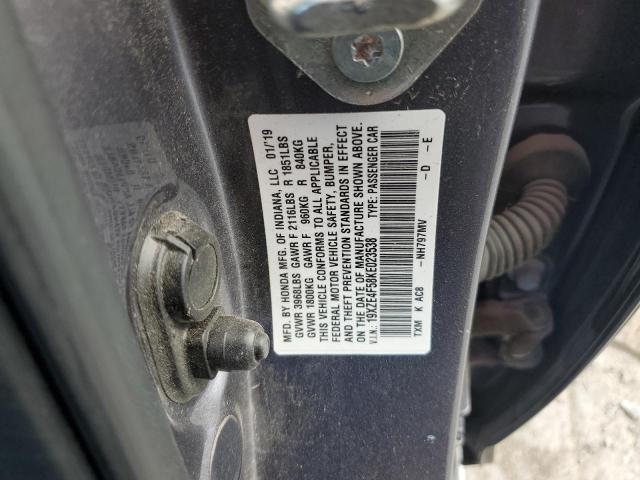 MFD. BY HONDA MFG. OF INDIANA, LLC 01/'19
GVWR 3968LBS GAWR F 2116LBS R 1851LBS
GVWR 1800KG GAWR F 960KG R 840KG
THIS VEHICLE CONFORMS TO ALL APPLICABLE
FEDERAL MOTOR VEHICLE SAFETY, BUMPER,
AND THEFT PREVENTION STANDARDS IN EFFECT
ON THE DATE OF MANUFACTURE SHOWN ABOVE.
V.I.N.: 19XZE4F58KE023538 TYPE: PASSENGER CAR
TXM K AC8 -NH797MV -D -E